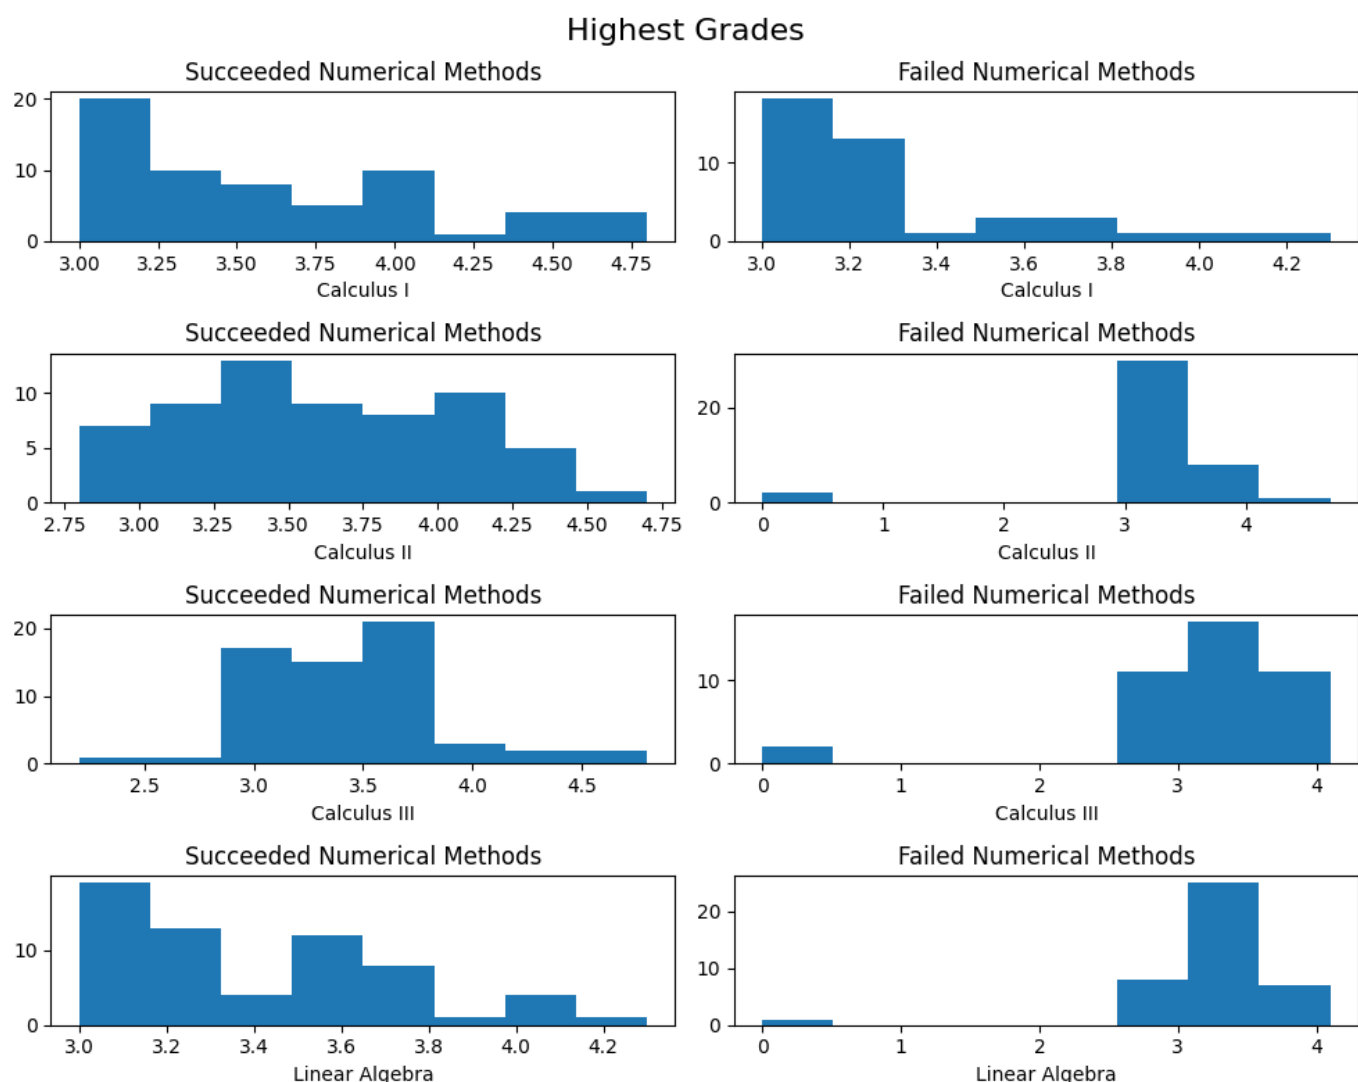 Highest Grades
Succeeded Numerical Methods
Failed Numerical Methods
20
10
0
3.00 3.25 3.50 3.75 4.00 4.25 4.50 4.75
Calculus I
10
0
3.0 3.2 3.4 3.6 3.8 4.0 4.2
Calculus I
Succeeded Numerical Methods
Failed Numerical Methods
10
5
0
2.75 3.00 3.25 3.50 3.75 4.00 4.25 4.50 4.75
Calculus II
20
0
0 1 2 3 4
Calculus II
Succeeded Numerical Methods
Failed Numerical Methods
20
10
0
2.5 3.0 3.5 4.0 4.5
Calculus III
10
0
0 1 2 3 4
Calculus III
Succeeded Numerical Methods
Failed Numerical Methods
10
0
3.0 3.2 3.4 3.6 3.8 4.0 4.2
Linear Algebra
20
10
0
0 1 2 3 4
Linear Algebra